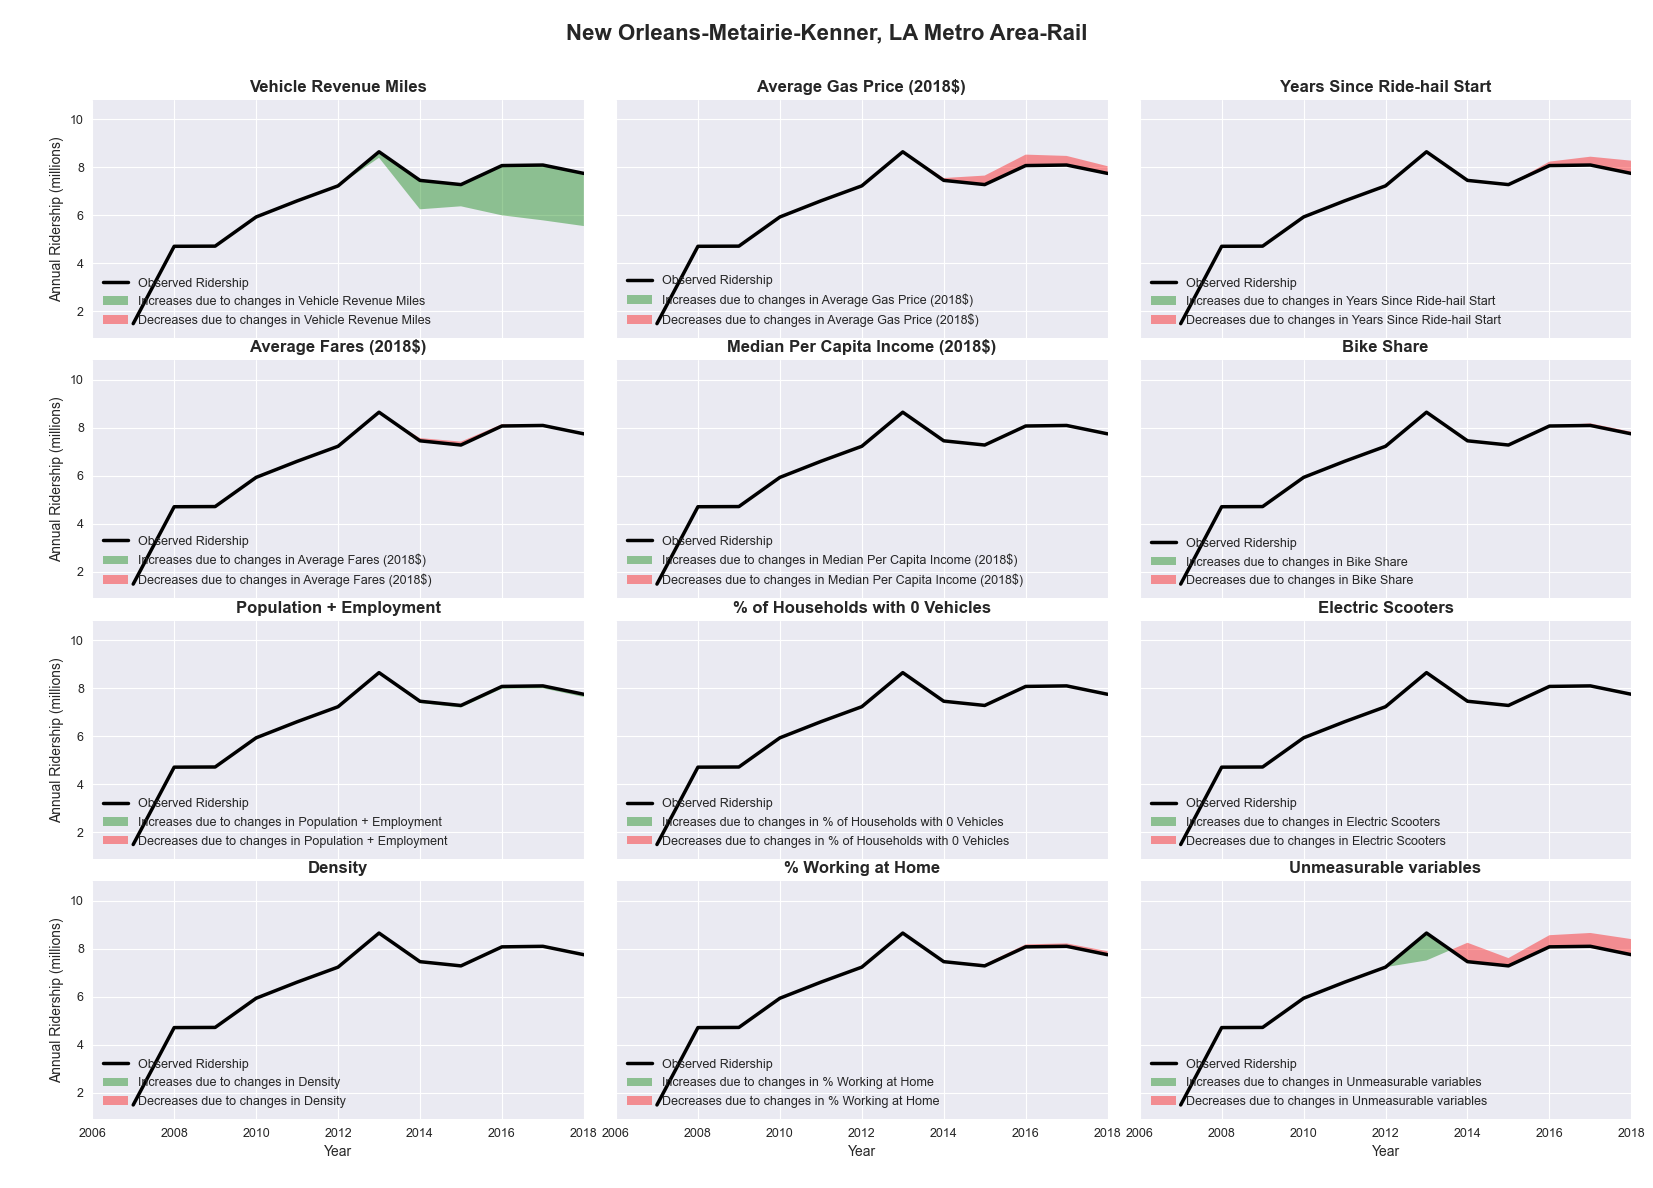 New Orleans-Metairie-Kenner, LA Metro Area-Rail
Vehicle Revenue Miles
Annual Ridership (millions)
10
8
6
4
2
Observed Ridership
Increases due to changes in Vehicle Revenue Miles
Decreases due to changes in Vehicle Revenue Miles
Average Gas Price (2018$)
Observed Ridership
Increases due to changes in Average Gas Price (2018$)
Decreases due to changes in Average Gas Price (2018$)
Years Since Ride-hail Start
Observed Ridership
Increases due to changes in Years Since Ride-hail Start
Decreases due to changes in Years Since Ride-hail Start
Average Fares (2018$)
Annual Ridership (millions)
10
8
6
4
2
Observed Ridership
Increases due to changes in Average Fares (2018$)
Decreases due to changes in Average Fares (2018$)
Median Per Capita Income (2018$)
Observed Ridership
Increases due to changes in Median Per Capita Income (2018$)
Decreases due to changes in Median Per Capita Income (2018$)
Bike Share
Observed Ridership
Increases due to changes in Bike Share
Decreases due to changes in Bike Share
Population + Employment
Annual Ridership (millions)
10
8
6
4
2
Observed Ridership
Increases due to changes in Population + Employment
Decreases due to changes in Population + Employment
% of Households with 0 Vehicles
Observed Ridership
Increases due to changes in % of Households with 0 Vehicles
Decreases due to changes in % of Households with 0 Vehicles
Electric Scooters
Observed Ridership
Increases due to changes in Electric Scooters
Decreases due to changes in Electric Scooters
Density
Annual Ridership (millions)
10
8
6
4
2
Observed Ridership
Increases due to changes in Density
Decreases due to changes in Density
2006 2008 2010 2012 2014 2016 2018
Year
% Working at Home
Observed Ridership
Increases due to changes in % Working at Home
Decreases due to changes in % Working at Home
2006 2008 2010 2012 2014 2016 2018
Year
Unmeasurable variables
Observed Ridership
Increases due to changes in Unmeasurable variables
Decreases due to changes in Unmeasurable variables
2006 2008 2010 2012 2014 2016 2018
Year